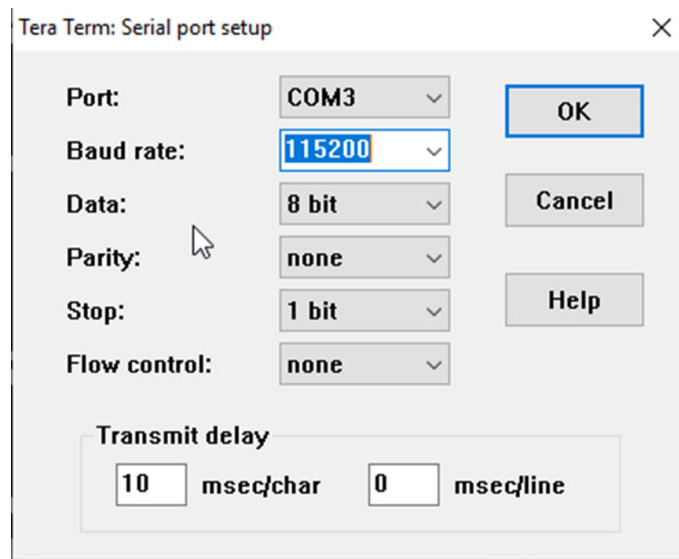 Tera Term: Serial port setup
Port: COM3 OK
Baud rate: 115200
Data: 8 bit Cancel
Parity: none
Stop: 1 bit Help
Flow control: none
Transmit delay
10 msec/char 0 msec/line